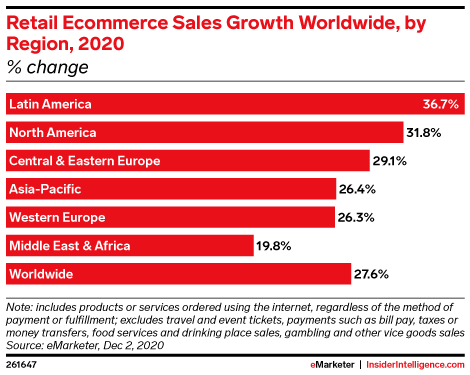 Retail Ecommerce Sales Growth Worldwide, by
Region, 2020
% change
Latin America 36.7%
North America 31.8%
Central & Eastern Europe 29.1%
Asia-Pacific 26.4%
Western Europe 26.3%
Middle East & Africa 19.8%
Worldwide 27.6%
Note: includes products or services ordered using the internet, regardless of the method of
payment or fulfillment; excludes travel and event tickets, payments such as bill pay, taxes or
money transfers, food services and drinking place sales, gambling and other vice goods sales
Source: eMarketer, Dec 2, 2020
261647 eMarketer | InsiderIntelligence.com